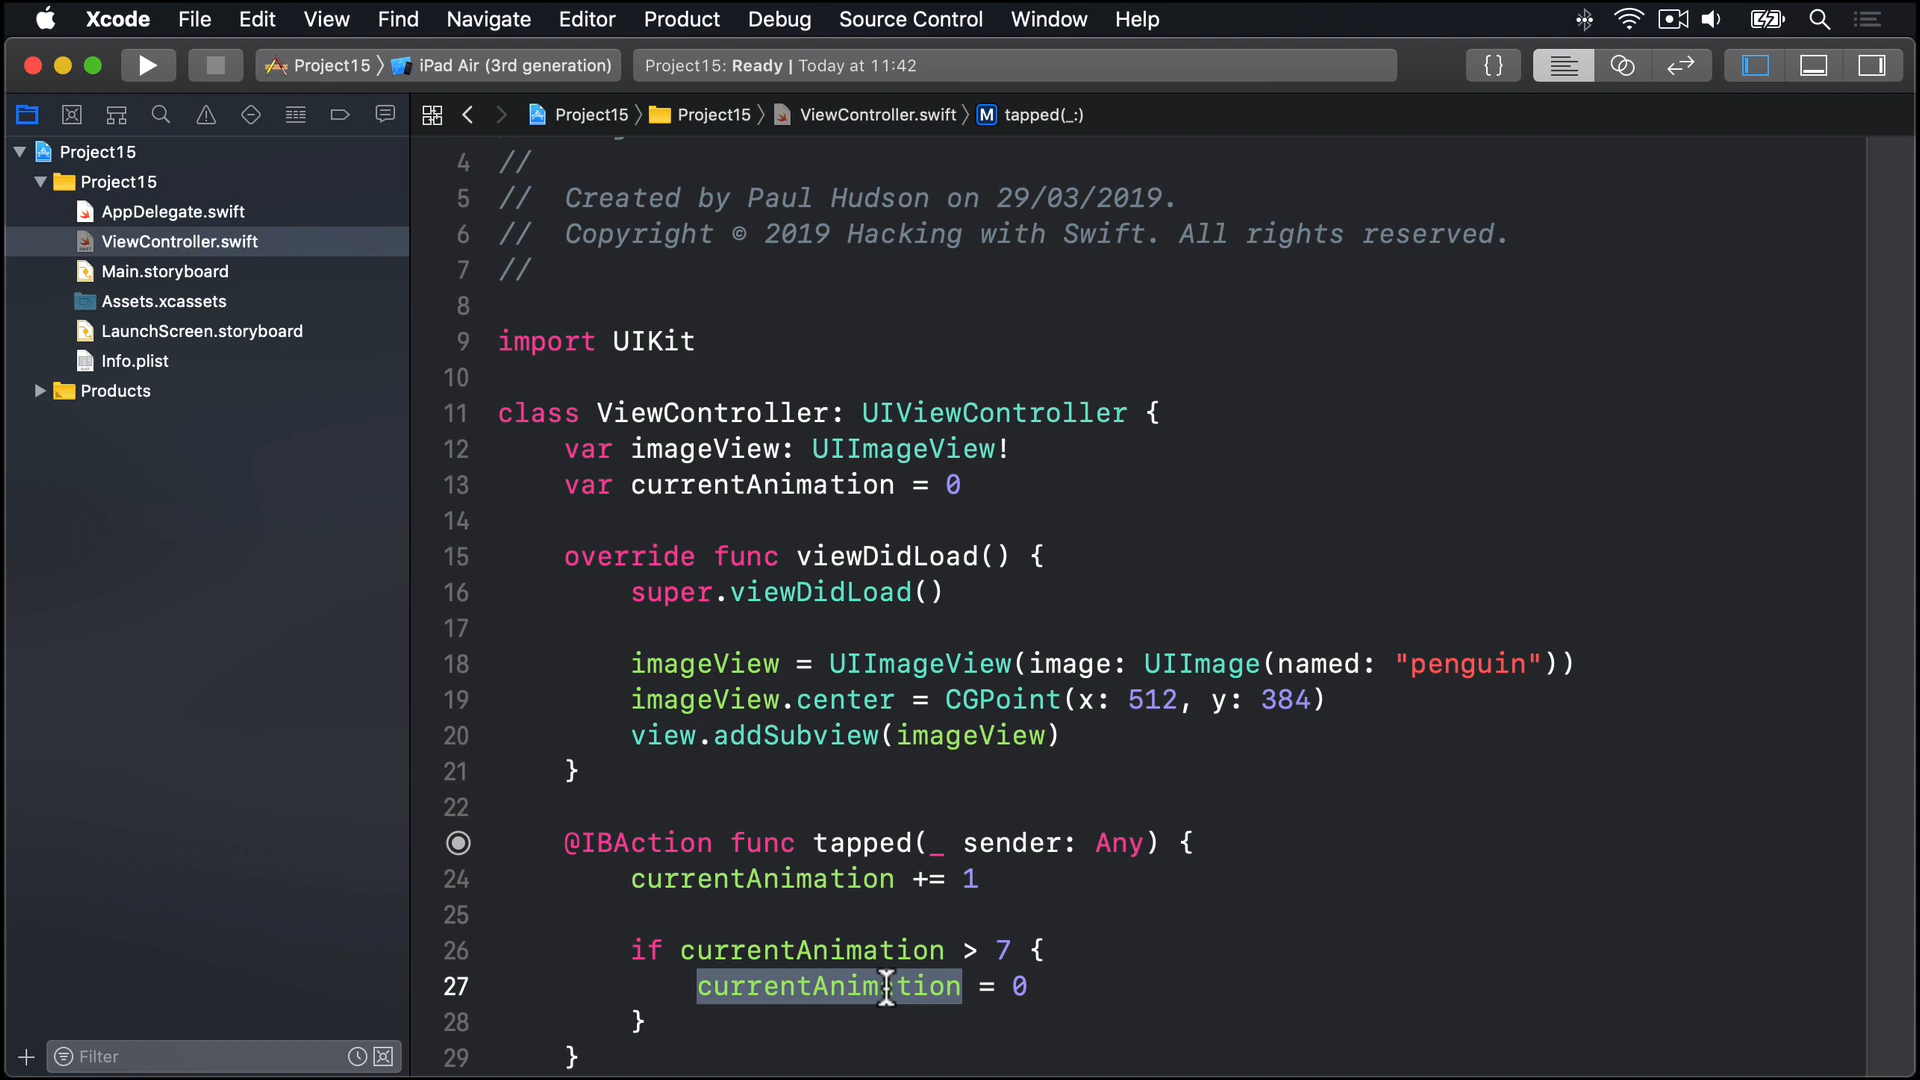 Xcode File Edit View Find Navigate Editor Product Debug Source Control Window Help
Project15 iPad Air (3rd generation) Project15: Ready | Today at 11:42 {}
Project15 Project15 ViewController.swift M tapped(_:)
Project15
Project15
AppDelegate.swift
ViewController.swift
Main.storyboard
Assets.xcassets
LaunchScreen.storyboard
Info.plist
Products
Filter
4 //
5 // Created by Paul Hudson on 29/03/2019.
6 // Copyright © 2019 Hacking with Swift. All rights reserved.
7 //
8
9 import UIKit
10
11 class ViewController: UIViewController {
12 var imageView: UIImageView!
13 var currentAnimation = 0
14
15 override func viewDidLoad() {
16 super.viewDidLoad()
17
18 imageView = UIImageView(image: UIImage(named: "penguin"))
19 imageView.center = CGPoint(x: 512, y: 384)
20 view.addSubview(imageView)
21 }
22
@IBAction func tapped(_ sender: Any) {
24 currentAnimation += 1
25
26 if currentAnimation > 7 {
27 currentAnimation = 0
28 }
29 }